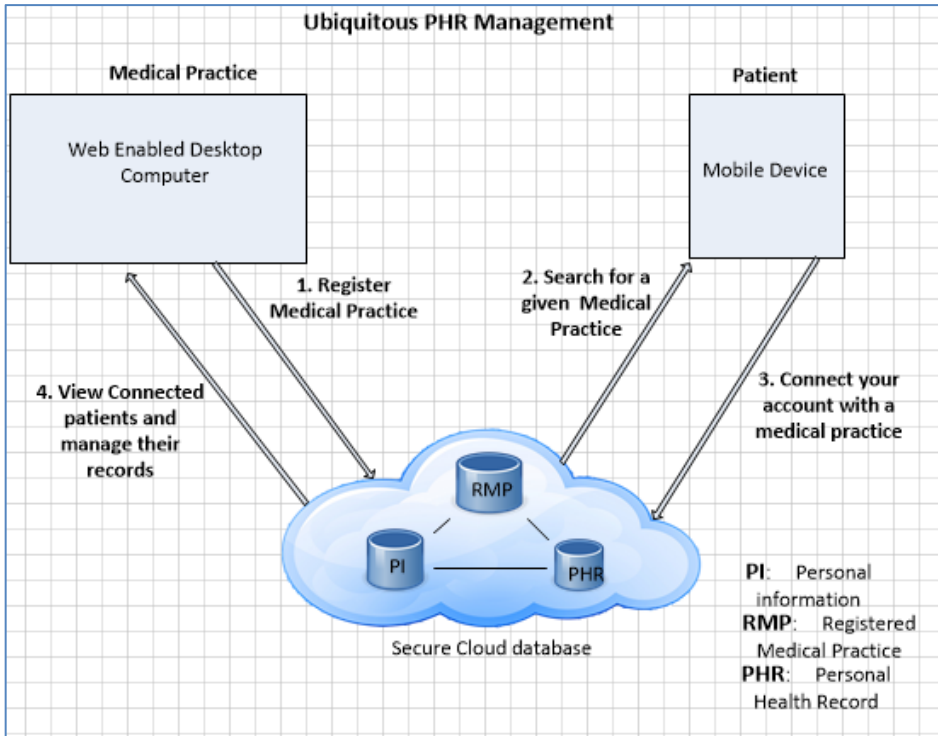 Ubiquitous PHR Management
Medical Practice
Patient
Web Enabled Desktop
Computer
Mobile Device
1. Register
Medical Practice
2. Search for a
given Medical
Practice
3. Connect your
account with a
medical practice
4. View Connected
patients and
manage their
records
RMP
PI
PHR
Secure Cloud database
PI: Personal
information
RMP: Registered
Medical Practice
PHR: Personal
Health Record